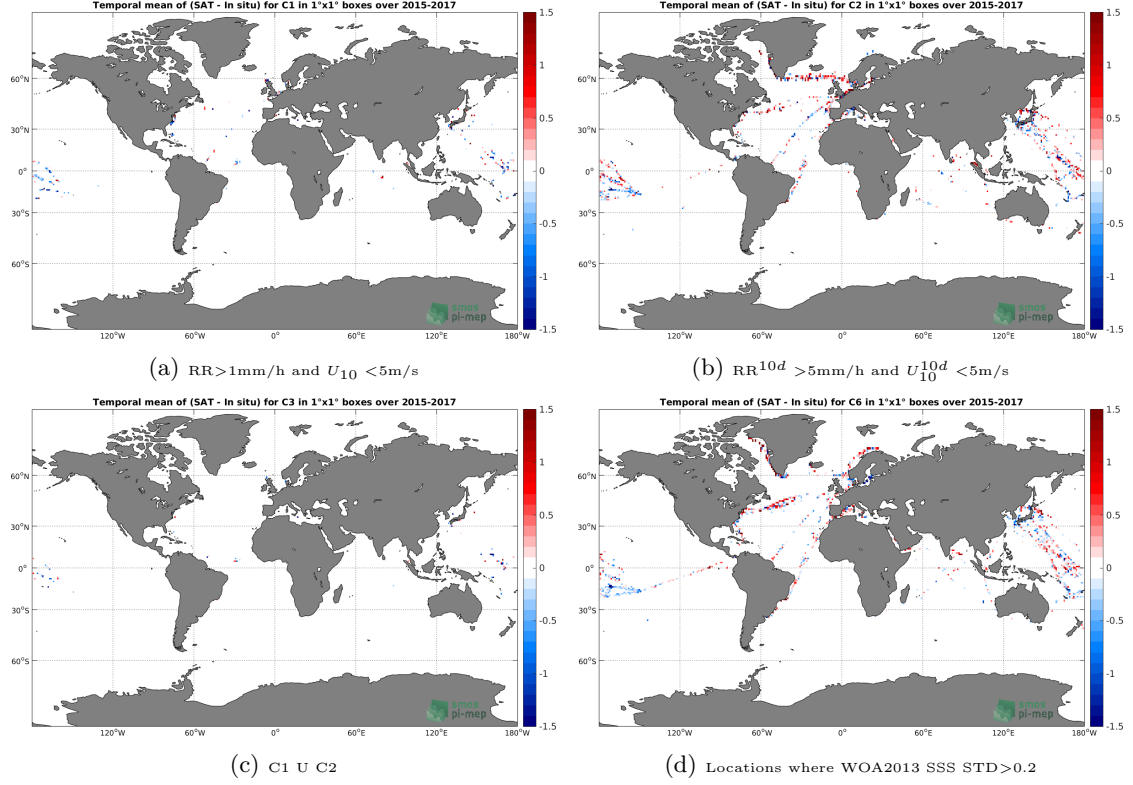 Temporal mean of (SAT - In situ) for C1 in 1°x1° boxes over 2015-2017
60°N
30°N
0°
30°S
60°S
120°W
60°W
0°
60°E
120°E
180°W
1.5
1
0.5
0
-0.5
-1
-1.5
smos
pi-mep
(a) RR>1mm/h and U10 <5m/s
Temporal mean of (SAT - In situ) for C2 in 1°x1° boxes over 2015-2017
60°N
30°N
0°
30°S
60°S
120°W
60°W
0°
60°E
120°E
180°W
1.5
1
0.5
0
-0.5
-1
-1.5
smos
pi-mep
(b) RR^10d >5mm/h and U10^10d <5m/s
Temporal mean of (SAT - In situ) for C3 in 1°x1° boxes over 2015-2017
60°N
30°N
0°
30°S
60°S
120°W
60°W
0°
60°E
120°E
180°W
1.5
1
0.5
0
-0.5
-1
-1.5
smos
pi-mep
(c) C1 U C2
Temporal mean of (SAT - In situ) for C6 in 1°x1° boxes over 2015-2017
60°N
30°N
0°
30°S
60°S
120°W
60°W
0°
60°E
120°E
180°W
1.5
1
0.5
0
-0.5
-1
-1.5
smos
pi-mep
(d) Locations where WOA2013 SSS STD>0.2